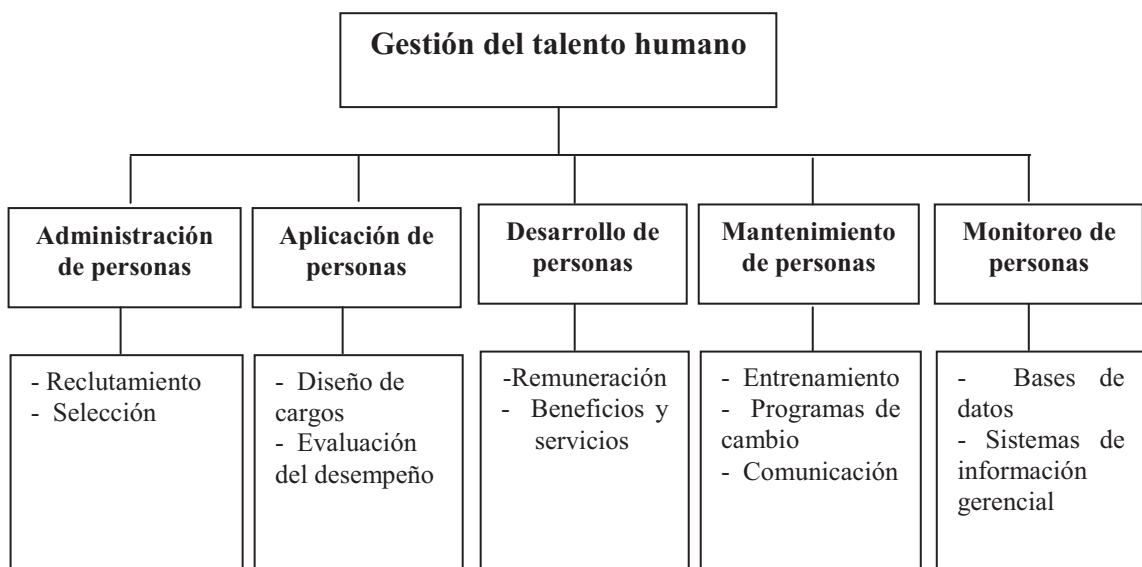 Gestión del talento humano
Administración
de personas
Aplicación de
personas
Desarrollo de
personas
Mantenimiento
de personas
Monitoreo de
personas
- Reclutamiento
- Selección
- Diseño de
cargos
- Evaluación
del desempeño
-Remuneración
- Beneficios y
servicios
- Entrenamiento
- Programas de
cambio
- Comunicación
- Bases de
datos
- Sistemas de
información
gerencial